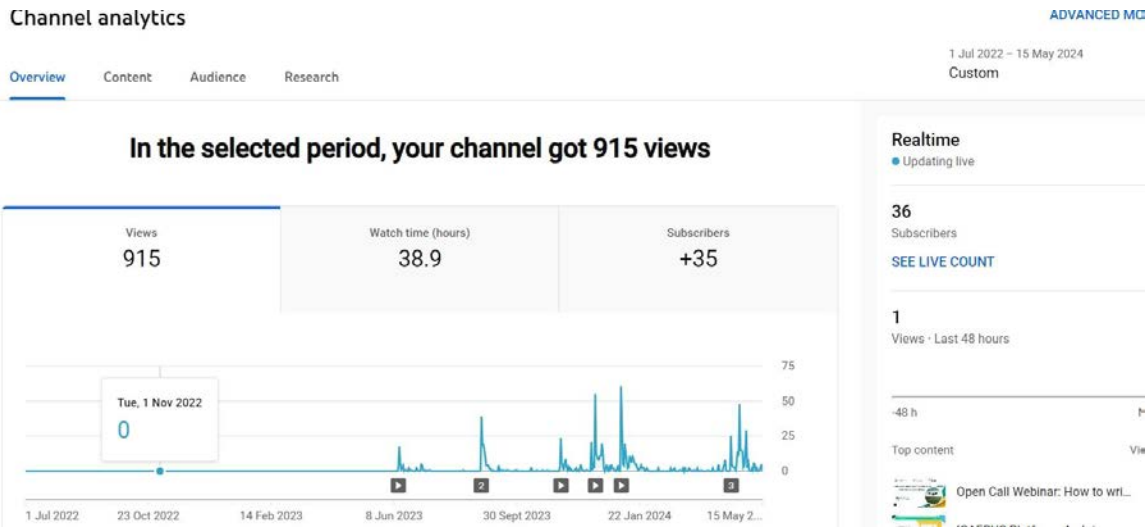 Channel analytics
ADVANCED MO
1 Jul 2022 – 15 May 2024
Custom
Overview Content Audience Research
In the selected period, your channel got 915 views
Views
915
Watch time (hours)
38.9
Subscribers
+35
75
50
25
0
Tue, 1 Nov 2022
0
2
3
1 Jul 2022 23 Oct 2022 14 Feb 2023 8 Jun 2023 30 Sept 2023 22 Jan 2024 15 May 2...
Realtime
Updating live
36
Subscribers
SEE LIVE COUNT
1
Views · Last 48 hours
-48 h
Top content Vie
Open Call Webinar: How to wri...